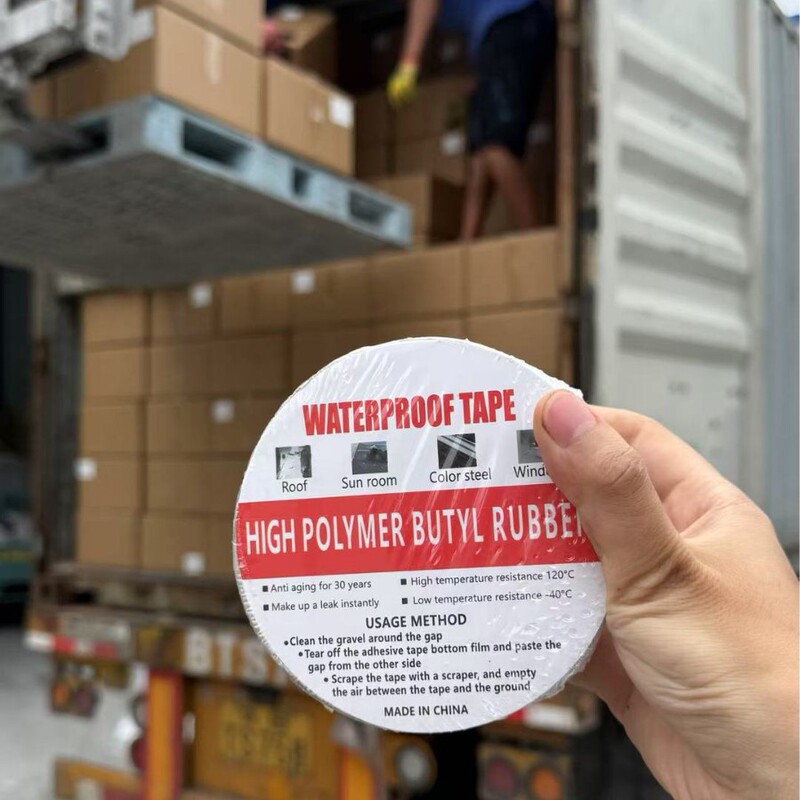 WATERPROOF TAPE
Roof Sun room Color steel
HIGH POLYMER BUTYL RUBBE
■ Anti aging for 30 years ■ High temperature resistance 120°C
■ Make up a leak instantly ■ Low temperature resistance -40°C
USAGE METHOD
•Clean the gravel around the gap
•Tear off the adhesive tape bottom film and paste the
gap from the other side
• Scrape the tape with a scraper, and empty
the air between the tape and the ground
MADE IN CHINA